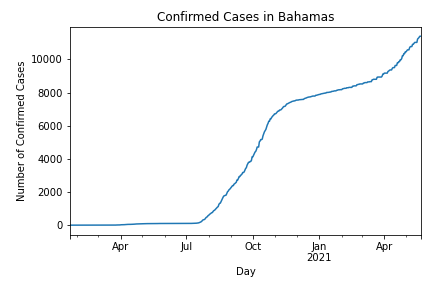 Confirmed Cases in Bahamas
Number of Confirmed Cases
10000
8000
6000
4000
2000
0
Apr Jul Oct Jan Apr
2021
Day